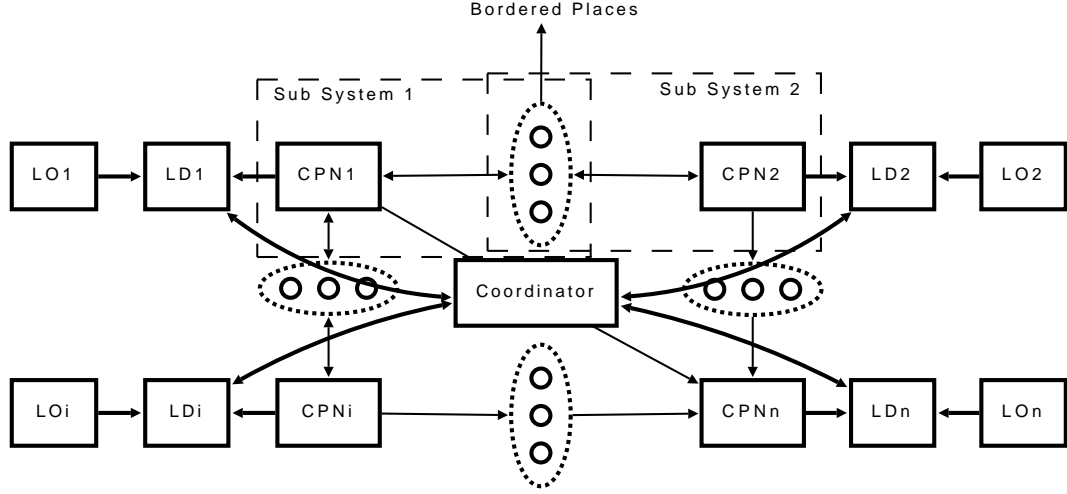 Bordered Places
Sub System 1
Sub System 2
LO1
LD1
CPN1
CPN2
LD2
LO2
Coordinator
LOi
LDi
CPNi
CPNn
LDn
LOn